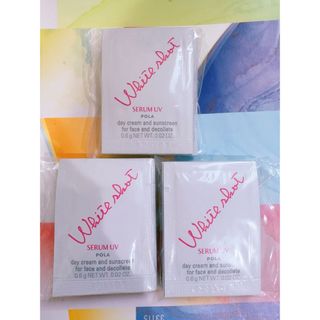 White shot
SERUM UV
POLA
day cream and sunscreen
for face and decollete
0.6 g NET WT. 0.02 OZ.
White shot
SERUM UV
POLA
day cream and sunscreen
for face and decollete
0.6 g NET WT. 0.02 OZ.
White shot
SERUM UV
POLA
day cream and sunscreen
for face and decollete
0.6 g NET WT. 0.02 OZ.